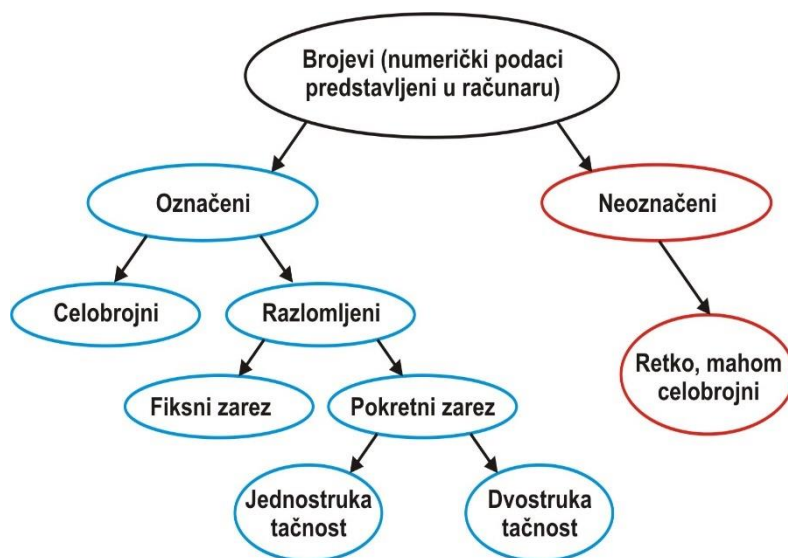 Brojevi (numerički podaci
predstavljeni u računaru)
Označeni
Neoznačeni
Celobrojni
Razlomljeni
Retko, mahom
celobrojni
Fiksni zarez
Pokretni zarez
Jednostruka
tačnost
Dvostruka
tačnost